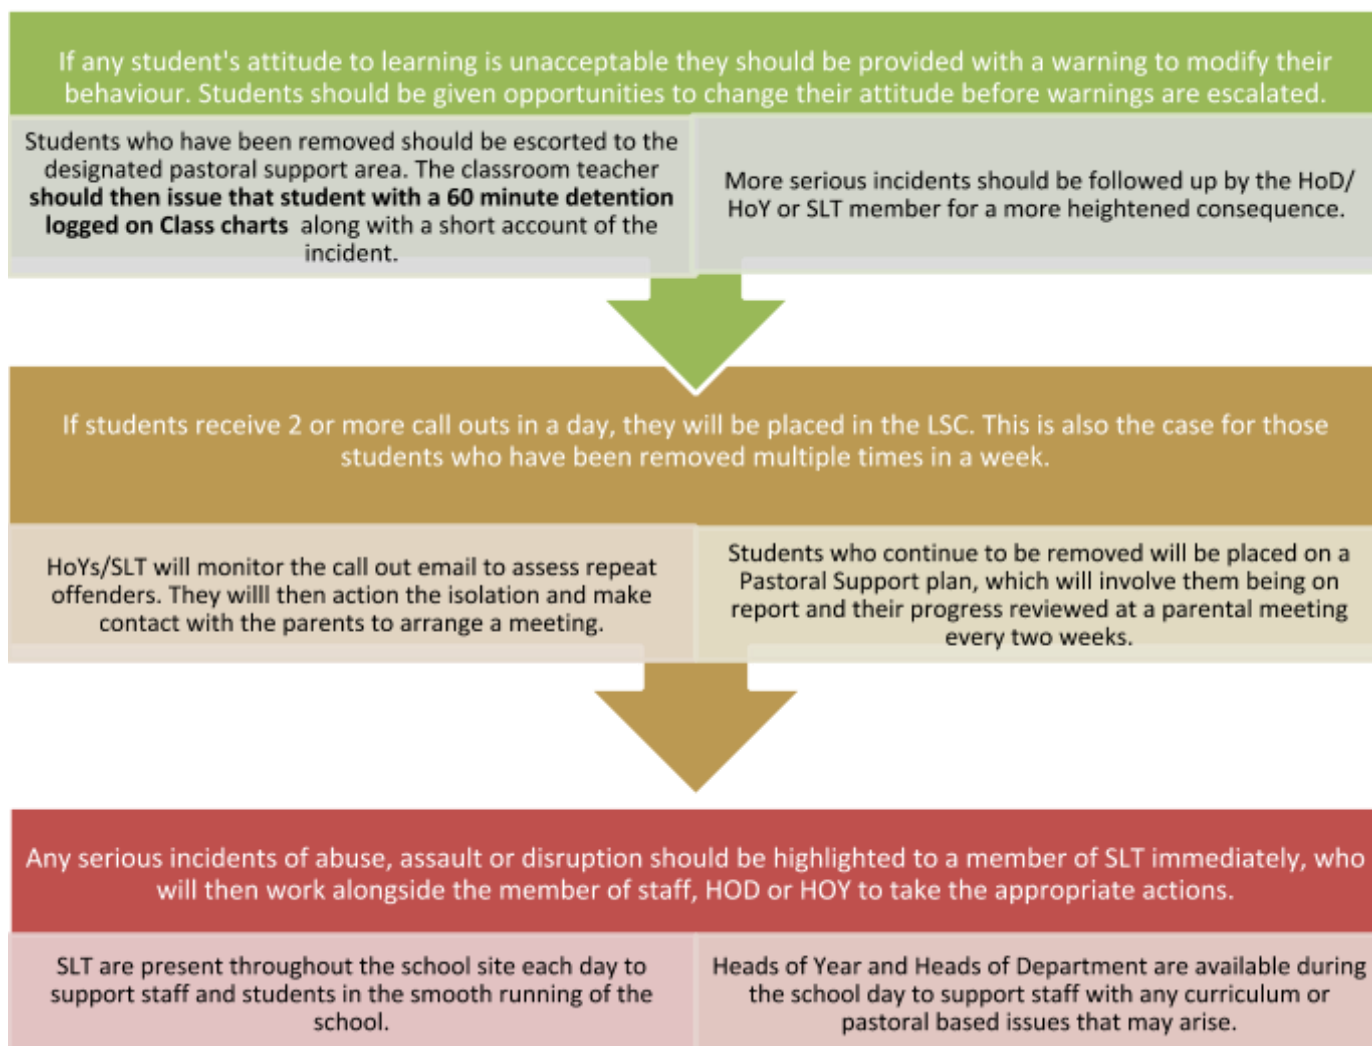 If any student's attitude to learning is unacceptable they should be provided with a warning to modify their
behaviour. Students should be given opportunities to change their attitude before warnings are escalated.
Students who have been removed should be escorted to the
designated pastoral support area. The classroom teacher
should then issue that student with a 60 minute detention
logged on Class charts along with a short account of the
incident.
More serious incidents should be followed up by the HoD/
HoY or SLT member for a more heightened consequence.
If students receive 2 or more call outs in a day, they will be placed in the LSC. This is also the case for those
students who have been removed multiple times in a week.
HoYs/SLT will monitor the call out email to assess repeat
offenders. They willl then action the isolation and make
contact with the parents to arrange a meeting.
Students who continue to be removed will be placed on a
Pastoral Support plan, which will involve them being on
report and their progress reviewed at a parental meeting
every two weeks.
Any serious incidents of abuse, assault or disruption should be highlighted to a member of SLT immediately, who
will then work alongside the member of staff, HOD or HOY to take the appropriate actions.
SLT are present throughout the school site each day to
support staff and students in the smooth running of the
school.
Heads of Year and Heads of Department are available during
the school day to support staff with any curriculum or
pastoral based issues that may arise.